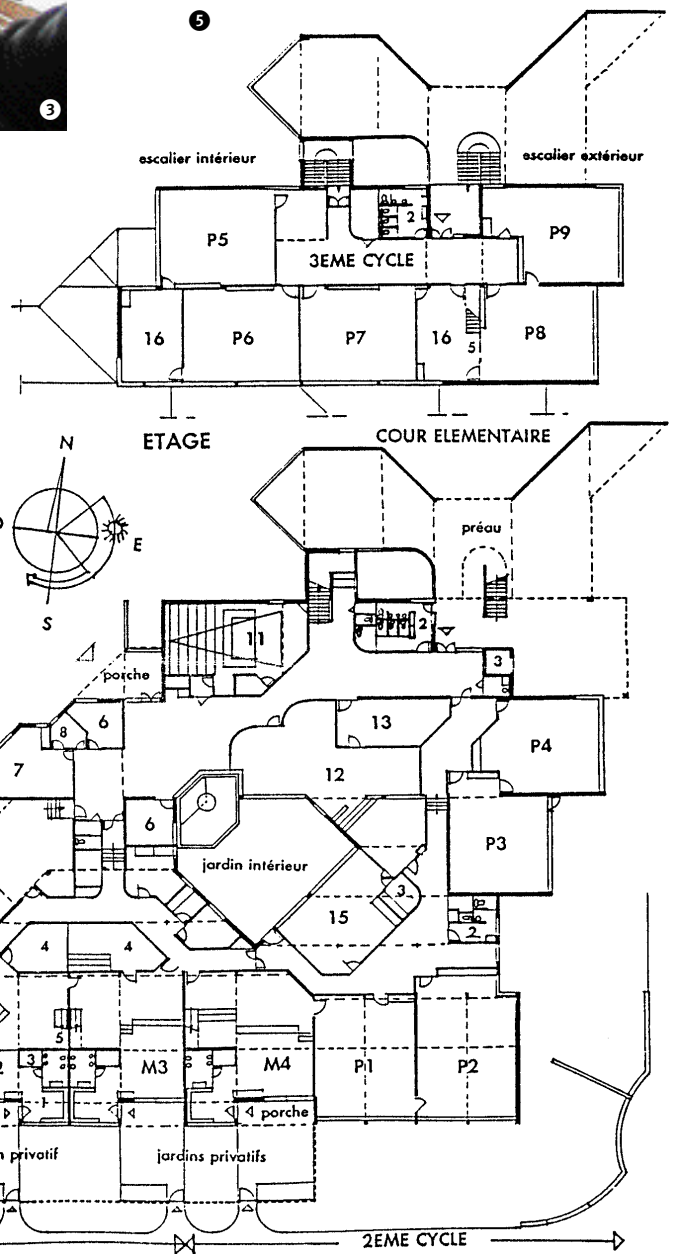 5
3
escalier intérieur
escalier extérieur
P5
2
P9
3EME CYCLE
16
P6
P7
16
5
P8
ETAGE
COUR ELEMENTAIRE
N
E
S
préau
11
2
3
porche
8
6
13
P4
7
12
6
P3
jardin intérieur
3
15
2
4
4
5
3
M3
M4
P1
P2
porche
privatif
jardins privatifs
2EME CYCLE